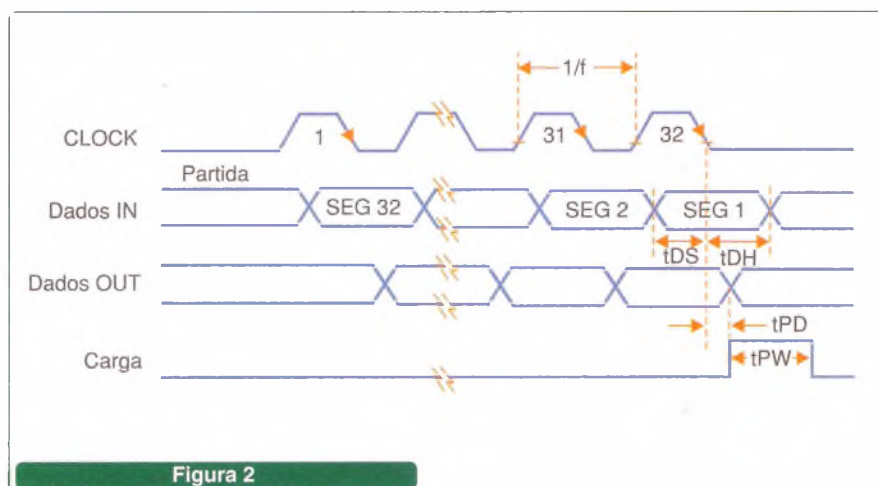 1/f
CLOCK
1
31
32
Partida
Dados IN
SEG 32
SEG 2
SEG 1
tDS
tDH
Dados OUT
tPD
Carga
tPW
Figura 2